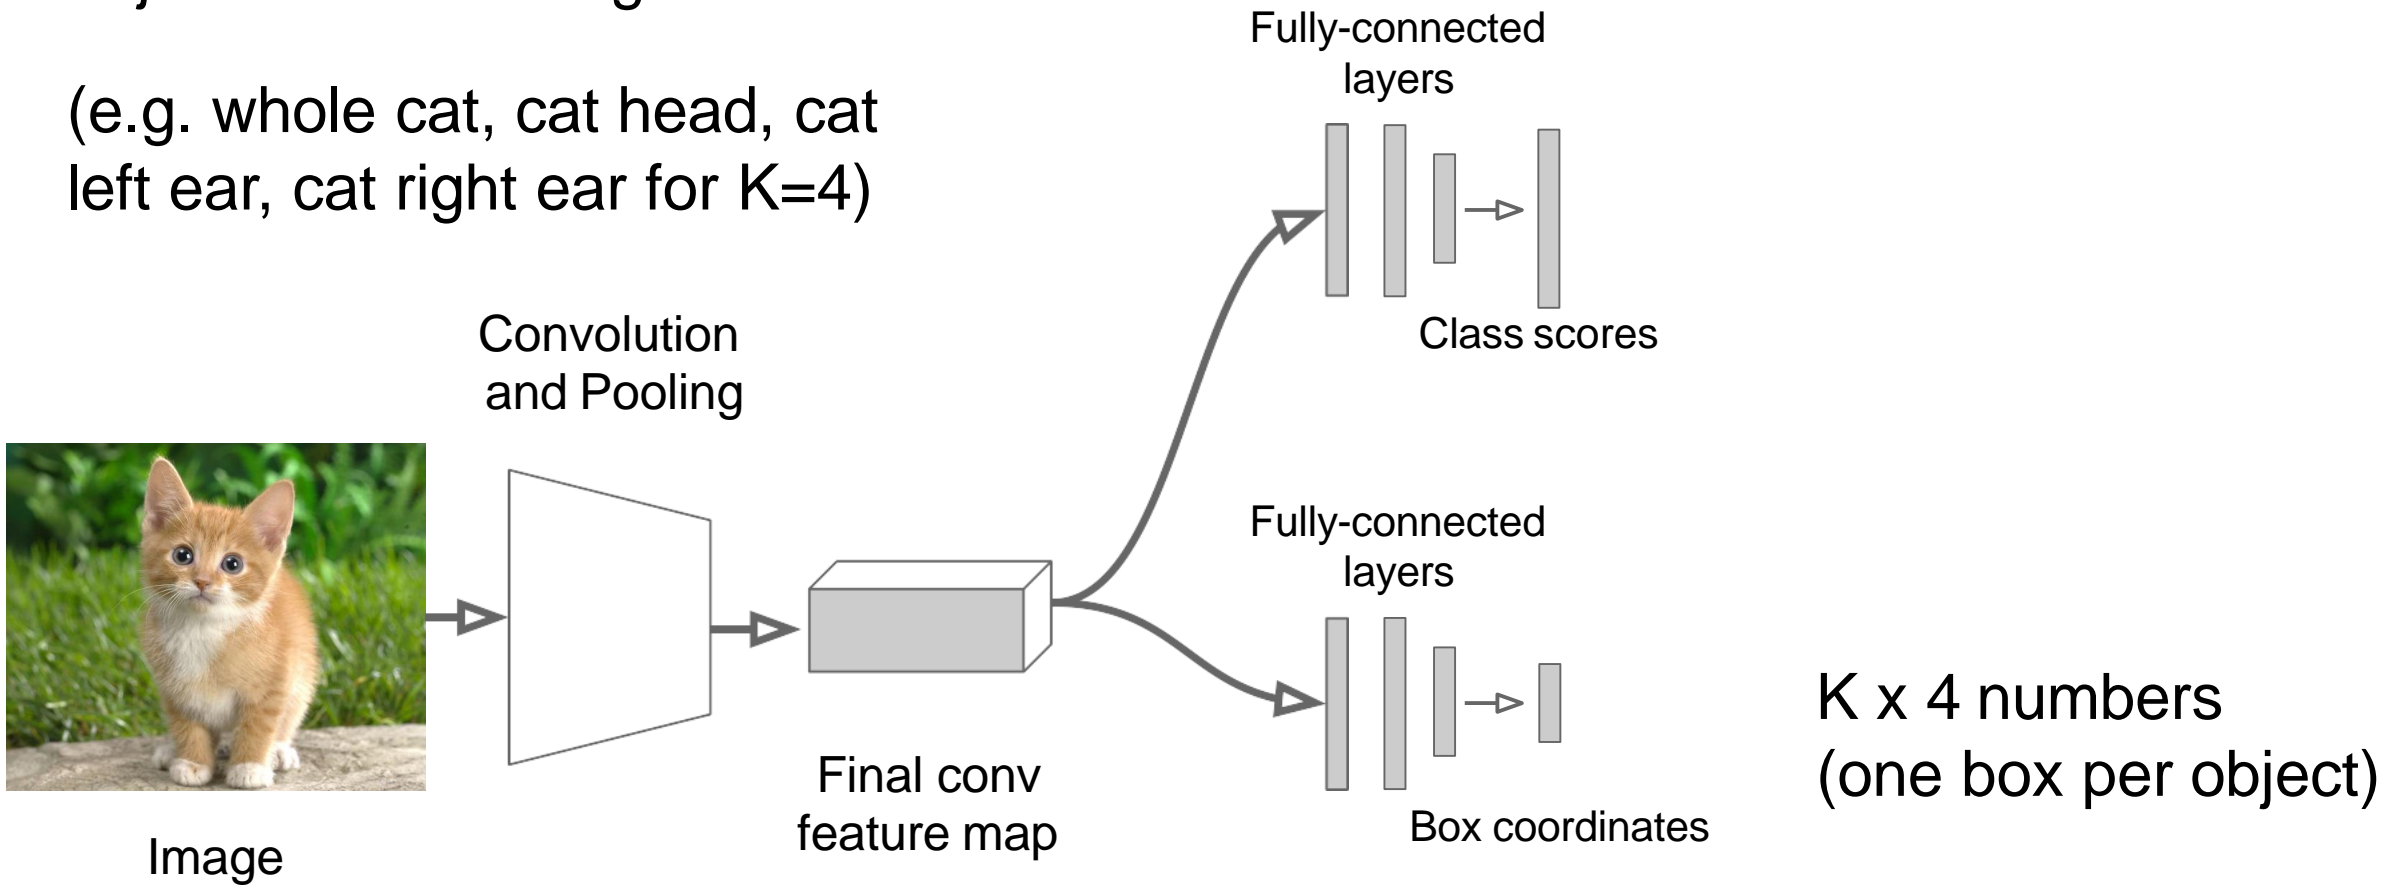 (e.g. whole cat, cat head, cat
left ear, cat right ear for K=4)
Fully-connected
layers
Class scores
Convolution
and Pooling
Fully-connected
layers
Box coordinates
K x 4 numbers
(one box per object)
Final conv
feature map
Image